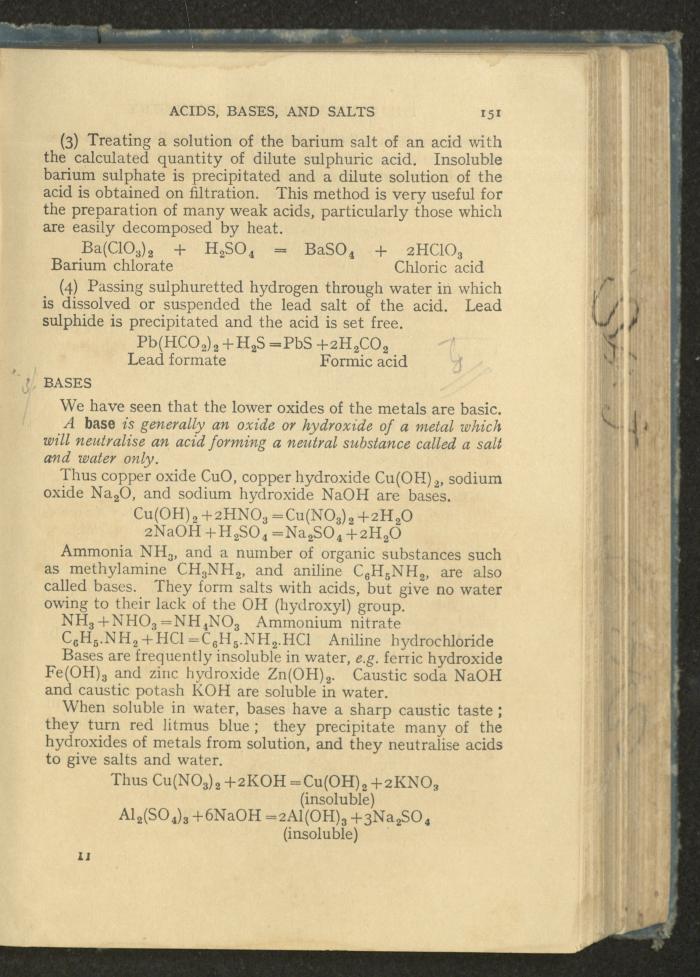 ACIDS, BASES, AND SALTS 151
(3) Treating a solution of the barium salt of an acid with
the calculated quantity of dilute sulphuric acid. Insoluble
barium sulphate is precipitated and a dilute solution of the
acid is obtained on filtration. This method is very useful for
the preparation of many weak acids, particularly those which
are easily decomposed by heat.
Ba(ClO₃)₂ + H₂SO₄ = BaSO₄ + 2HClO₃
Barium chlorate Chloric acid
(4) Passing sulphuretted hydrogen through water in which
is dissolved or suspended the lead salt of the acid. Lead
sulphide is precipitated and the acid is set free.
Pb(HCO₂)₂+H₂S=PbS+2H₂CO₂
Lead formate Formic acid
BASES
We have seen that the lower oxides of the metals are basic.
A base is generally an oxide or hydroxide of a metal which
will neutralise an acid forming a neutral substance called a salt
and water only.
Thus copper oxide CuO, copper hydroxide Cu(OH)₂, sodium
oxide Na₂O, and sodium hydroxide NaOH are bases.
Cu(OH)₂+2HNO₃=Cu(NO₃)₂+2H₂O
2NaOH+H₂SO₄=Na₂SO₄+2H₂O
Ammonia NH₃, and a number of organic substances such
as methylamine CH₃NH₂, and aniline C₆H₅NH₂, are also
called bases. They form salts with acids, but give no water
owing to their lack of the OH (hydroxyl) group.
NH₃+NHO₃=NH₄NO₃ Ammonium nitrate
C₆H₅.NH₂+HCl=C₆H₅.NH₂.HCl Aniline hydrochloride
Bases are frequently insoluble in water, e.g. ferric hydroxide
Fe(OH)₃ and zinc hydroxide Zn(OH)₂. Caustic soda NaOH
and caustic potash KOH are soluble in water.
When soluble in water, bases have a sharp caustic taste;
they turn red litmus blue; they precipitate many of the
hydroxides of metals from solution, and they neutralise acids
to give salts and water.
Thus Cu(NO₃)₂+2KOH=Cu(OH)₂+2KNO₃
(insoluble)
Al₂(SO₄)₃+6NaOH=2Al(OH)₃+3Na₂SO₄
(insoluble)
11